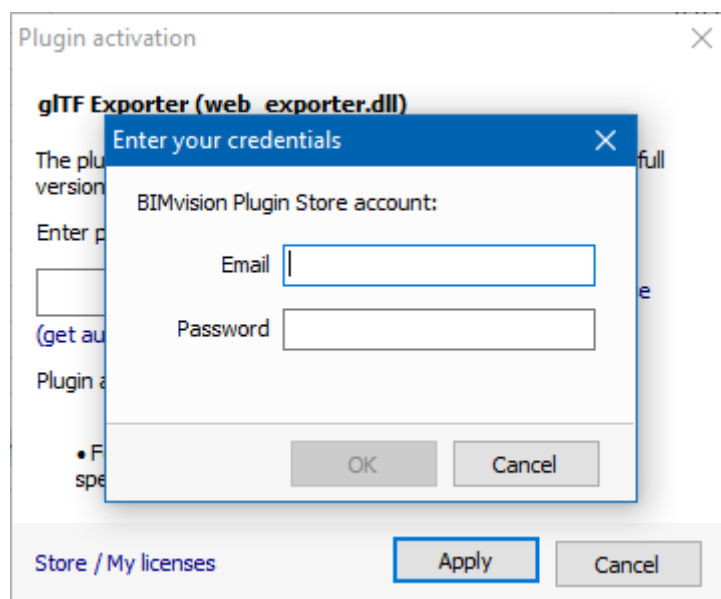 Plugin activation
glTF Exporter (web_exporter.dll)
Enter your credentials
The plu
full
version
BIMvision Plugin Store account:
Enter p
Email
e
(get au
Password
Plugin a
• F
spe
OK
Cancel
Store / My licenses
Apply
Cancel